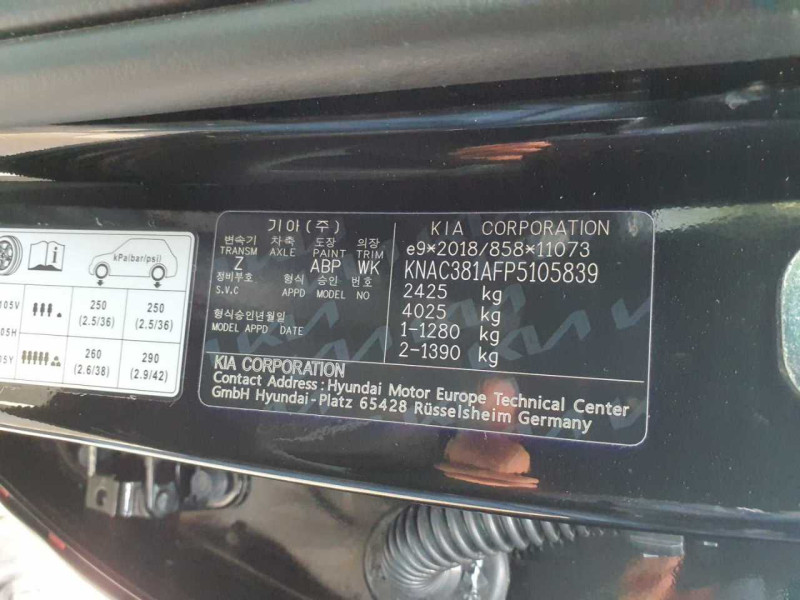 kPa(bar/psi)
105V 250 250
(2.5/36) (2.5/36)
105H
105Y 260 290
(2.6/38) (2.9/42)
기아 (주)
변속기 차축 도장 의장
TRANSM AXLE PAINT TRIM
Z ABP WK
정비부호 형식 승인 번호
S.V.C APPD MODEL NO
형식승인년월일
MODEL APPD DATE
KIA CORPORATION
e9*2018/858*11073
KNAC381AFP5105839
2425 kg
4025 kg
1-1280 kg
2-1390 kg
KIA CORPORATION
Contact Address : Hyundai Motor Europe Technical Center
GmbH Hyundai-Platz 65428 Rüsselsheim Germany